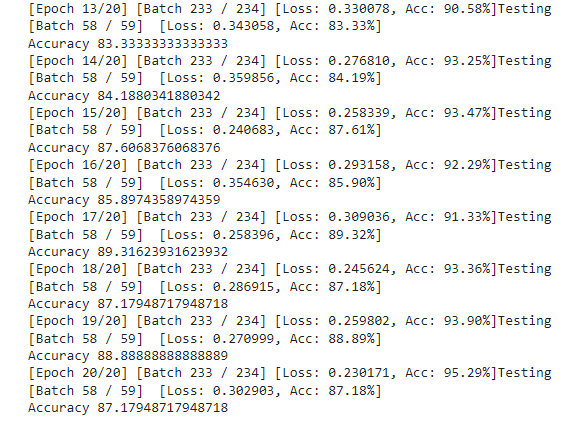 [Epoch 13/20] [Batch 233 / 234] [Loss: 0.330078, Acc: 90.58%]Testing
[Batch 58 / 59]  [Loss: 0.343058, Acc: 83.33%]
Accuracy 83.33333333333333
[Epoch 14/20] [Batch 233 / 234] [Loss: 0.276810, Acc: 93.25%]Testing
[Batch 58 / 59]  [Loss: 0.359856, Acc: 84.19%]
Accuracy 84.1880341880342
[Epoch 15/20] [Batch 233 / 234] [Loss: 0.258339, Acc: 93.47%]Testing
[Batch 58 / 59]  [Loss: 0.240683, Acc: 87.61%]
Accuracy 87.6068376068376
[Epoch 16/20] [Batch 233 / 234] [Loss: 0.293158, Acc: 92.29%]Testing
[Batch 58 / 59]  [Loss: 0.354630, Acc: 85.90%]
Accuracy 85.8974358974359
[Epoch 17/20] [Batch 233 / 234] [Loss: 0.309036, Acc: 91.33%]Testing
[Batch 58 / 59]  [Loss: 0.258396, Acc: 89.32%]
Accuracy 89.31623931623932
[Epoch 18/20] [Batch 233 / 234] [Loss: 0.245624, Acc: 93.36%]Testing
[Batch 58 / 59]  [Loss: 0.286915, Acc: 87.18%]
Accuracy 87.17948717948718
[Epoch 19/20] [Batch 233 / 234] [Loss: 0.259802, Acc: 93.90%]Testing
[Batch 58 / 59]  [Loss: 0.270999, Acc: 88.89%]
Accuracy 88.88888888888889
[Epoch 20/20] [Batch 233 / 234] [Loss: 0.230171, Acc: 95.29%]Testing
[Batch 58 / 59]  [Loss: 0.302903, Acc: 87.18%]
Accuracy 87.17948717948718